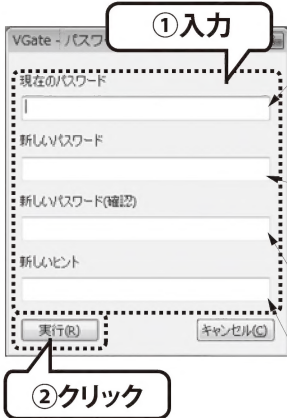 ①入力
VGate - パスワ
現在のパスワード
新しいパスワード
新しいパスワード(確認)
新しいヒント
実行(R)
キャンセル(C)
②クリック